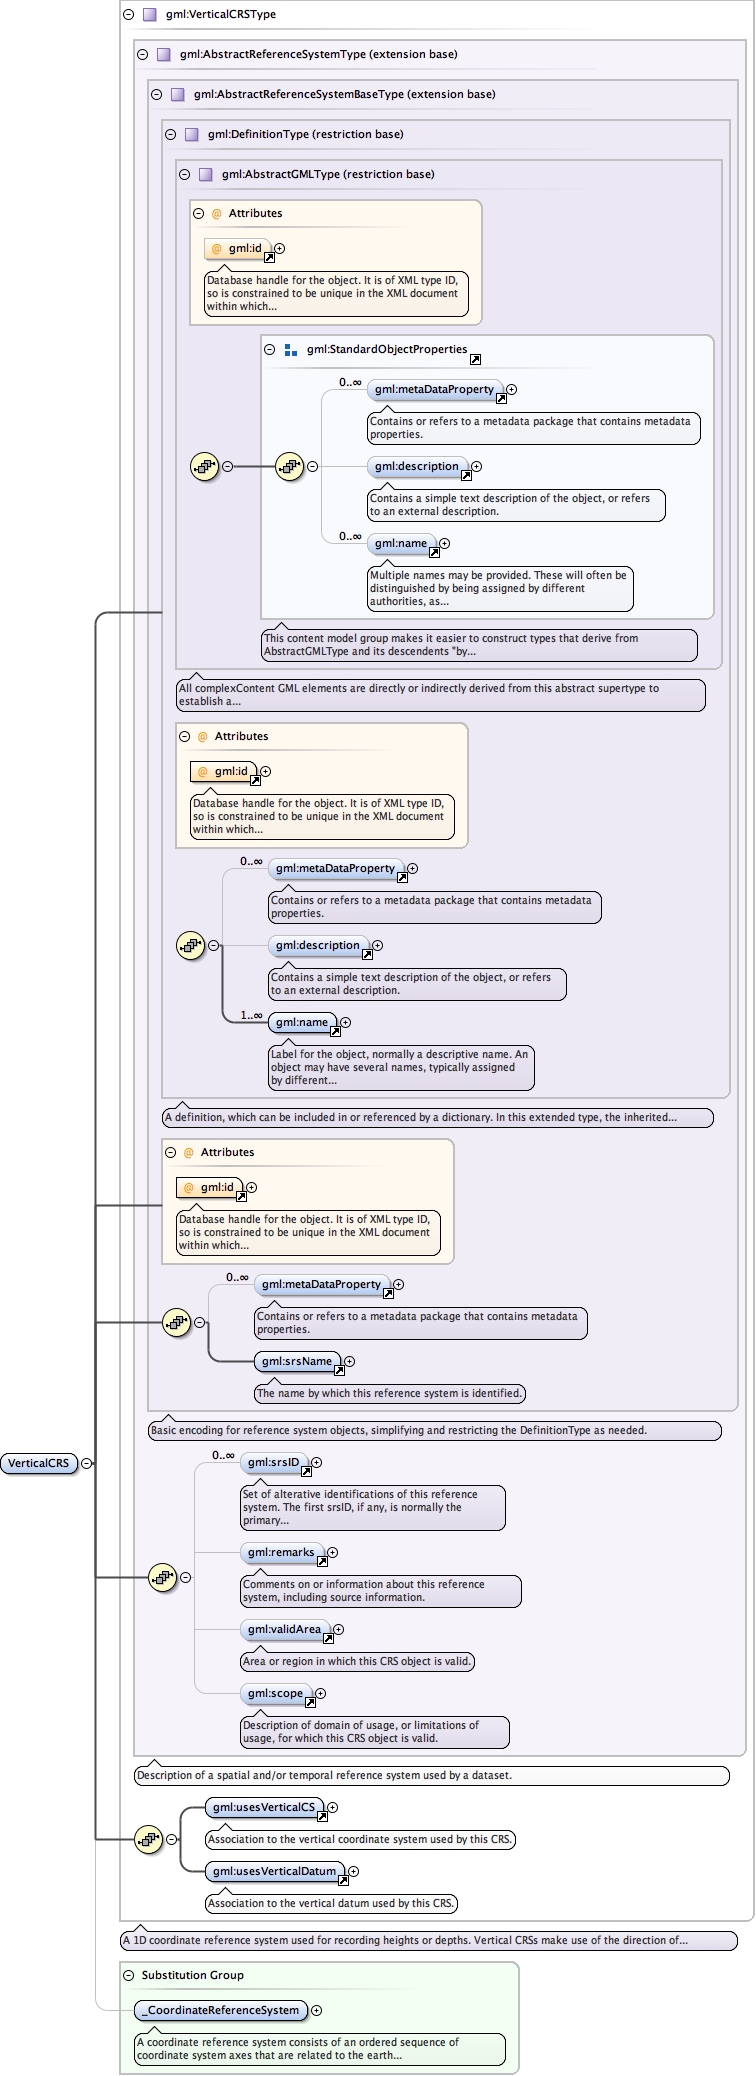 gml:VerticalCRSType
gml:AbstractReferenceSystemType (extension base)
gml:AbstractReferenceSystemBaseType (extension base)
gml:DefinitionType (restriction base)
gml:AbstractGMLType (restriction base)
@ Attributes
@ gml:id
Database handle for the object. It is of XML type ID,
so is constrained to be unique in the XML document
within which...
gml:StandardObjectProperties
0..∞
gml:metaDataProperty
Contains or refers to a metadata package that contains metadata
properties.
gml:description
Contains a simple text description of the object, or refers
to an external description.
0..∞
gml:name
Multiple names may be provided. These will often be
distinguished by being assigned by different
authorities, as...
This content model group makes it easier to construct types that derive from
AbstractGMLType and its descendents "by...
All complexContent GML elements are directly or indirectly derived from this abstract supertype to
establish a...
@ Attributes
@ gml:id
Database handle for the object. It is of XML type ID,
so is constrained to be unique in the XML document
within which...
0..∞
gml:metaDataProperty
Contains or refers to a metadata package that contains metadata
properties.
gml:description
Contains a simple text description of the object, or refers
to an external description.
1..∞
gml:name
Label for the object, normally a descriptive name. An
object may have several names, typically assigned
by different...
A definition, which can be included in or referenced by a dictionary. In this extended type, the inherited...
@ Attributes
@ gml:id
Database handle for the object. It is of XML type ID,
so is constrained to be unique in the XML document
within which...
0..∞
gml:metaDataProperty
Contains or refers to a metadata package that contains metadata
properties.
gml:srsName
The name by which this reference system is identified.
Basic encoding for reference system objects, simplifying and restricting the DefinitionType as needed.
VerticalCRS
0..∞
gml:srsID
Set of alterative identifications of this reference
system. The first srsID, if any, is normally the
primary...
gml:remarks
Comments on or information about this reference
system, including source information.
gml:validArea
Area or region in which this CRS object is valid.
gml:scope
Description of domain of usage, or limitations of
usage, for which this CRS object is valid.
Description of a spatial and/or temporal reference system used by a dataset.
gml:usesVerticalCS
Association to the vertical coordinate system used by this CRS.
gml:usesVerticalDatum
Association to the vertical datum used by this CRS.
A 1D coordinate reference system used for recording heights or depths. Vertical CRSs make use of the direction of...
Substitution Group
_CoordinateReferenceSystem
A coordinate reference system consists of an ordered sequence of
coordinate system axes that are related to the earth...